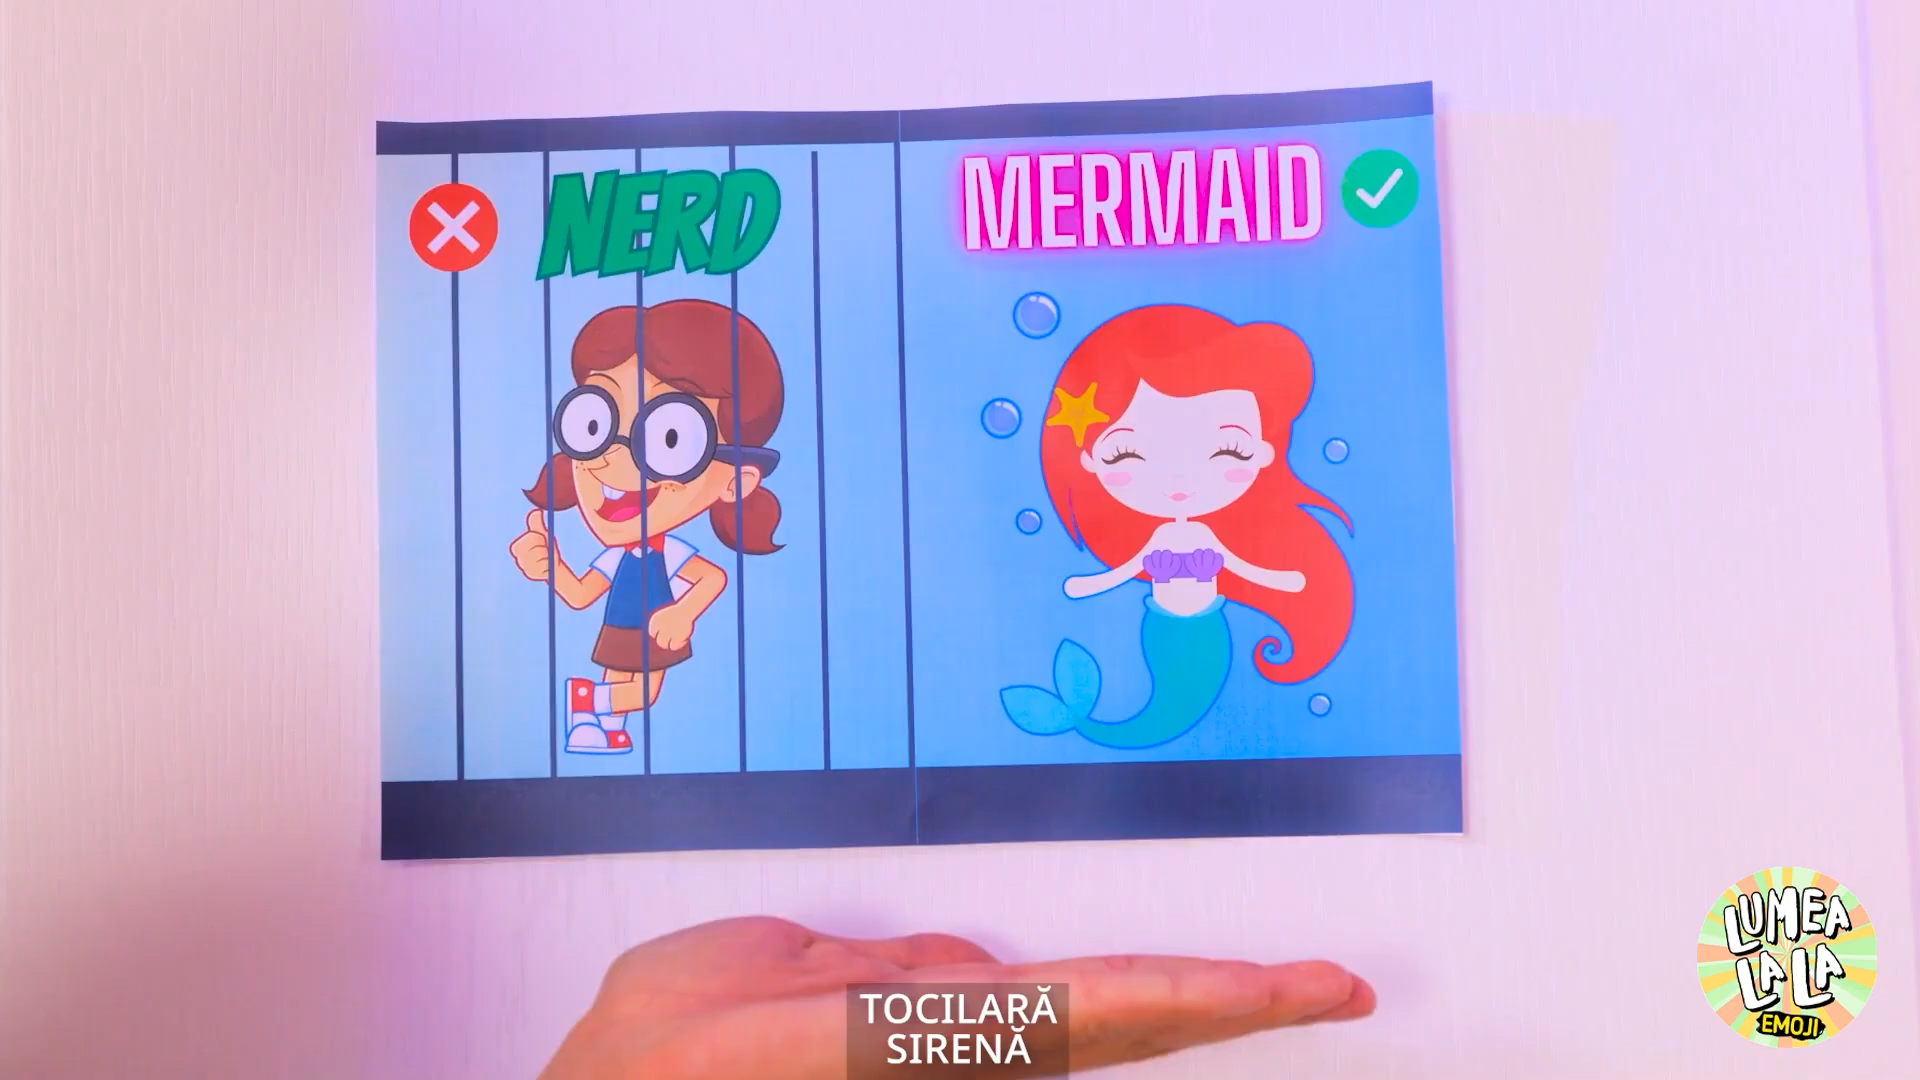 NERD
MERMAID
TOCILARĂ
SIRENĂ
LUMEA
LA LA
EMOJI